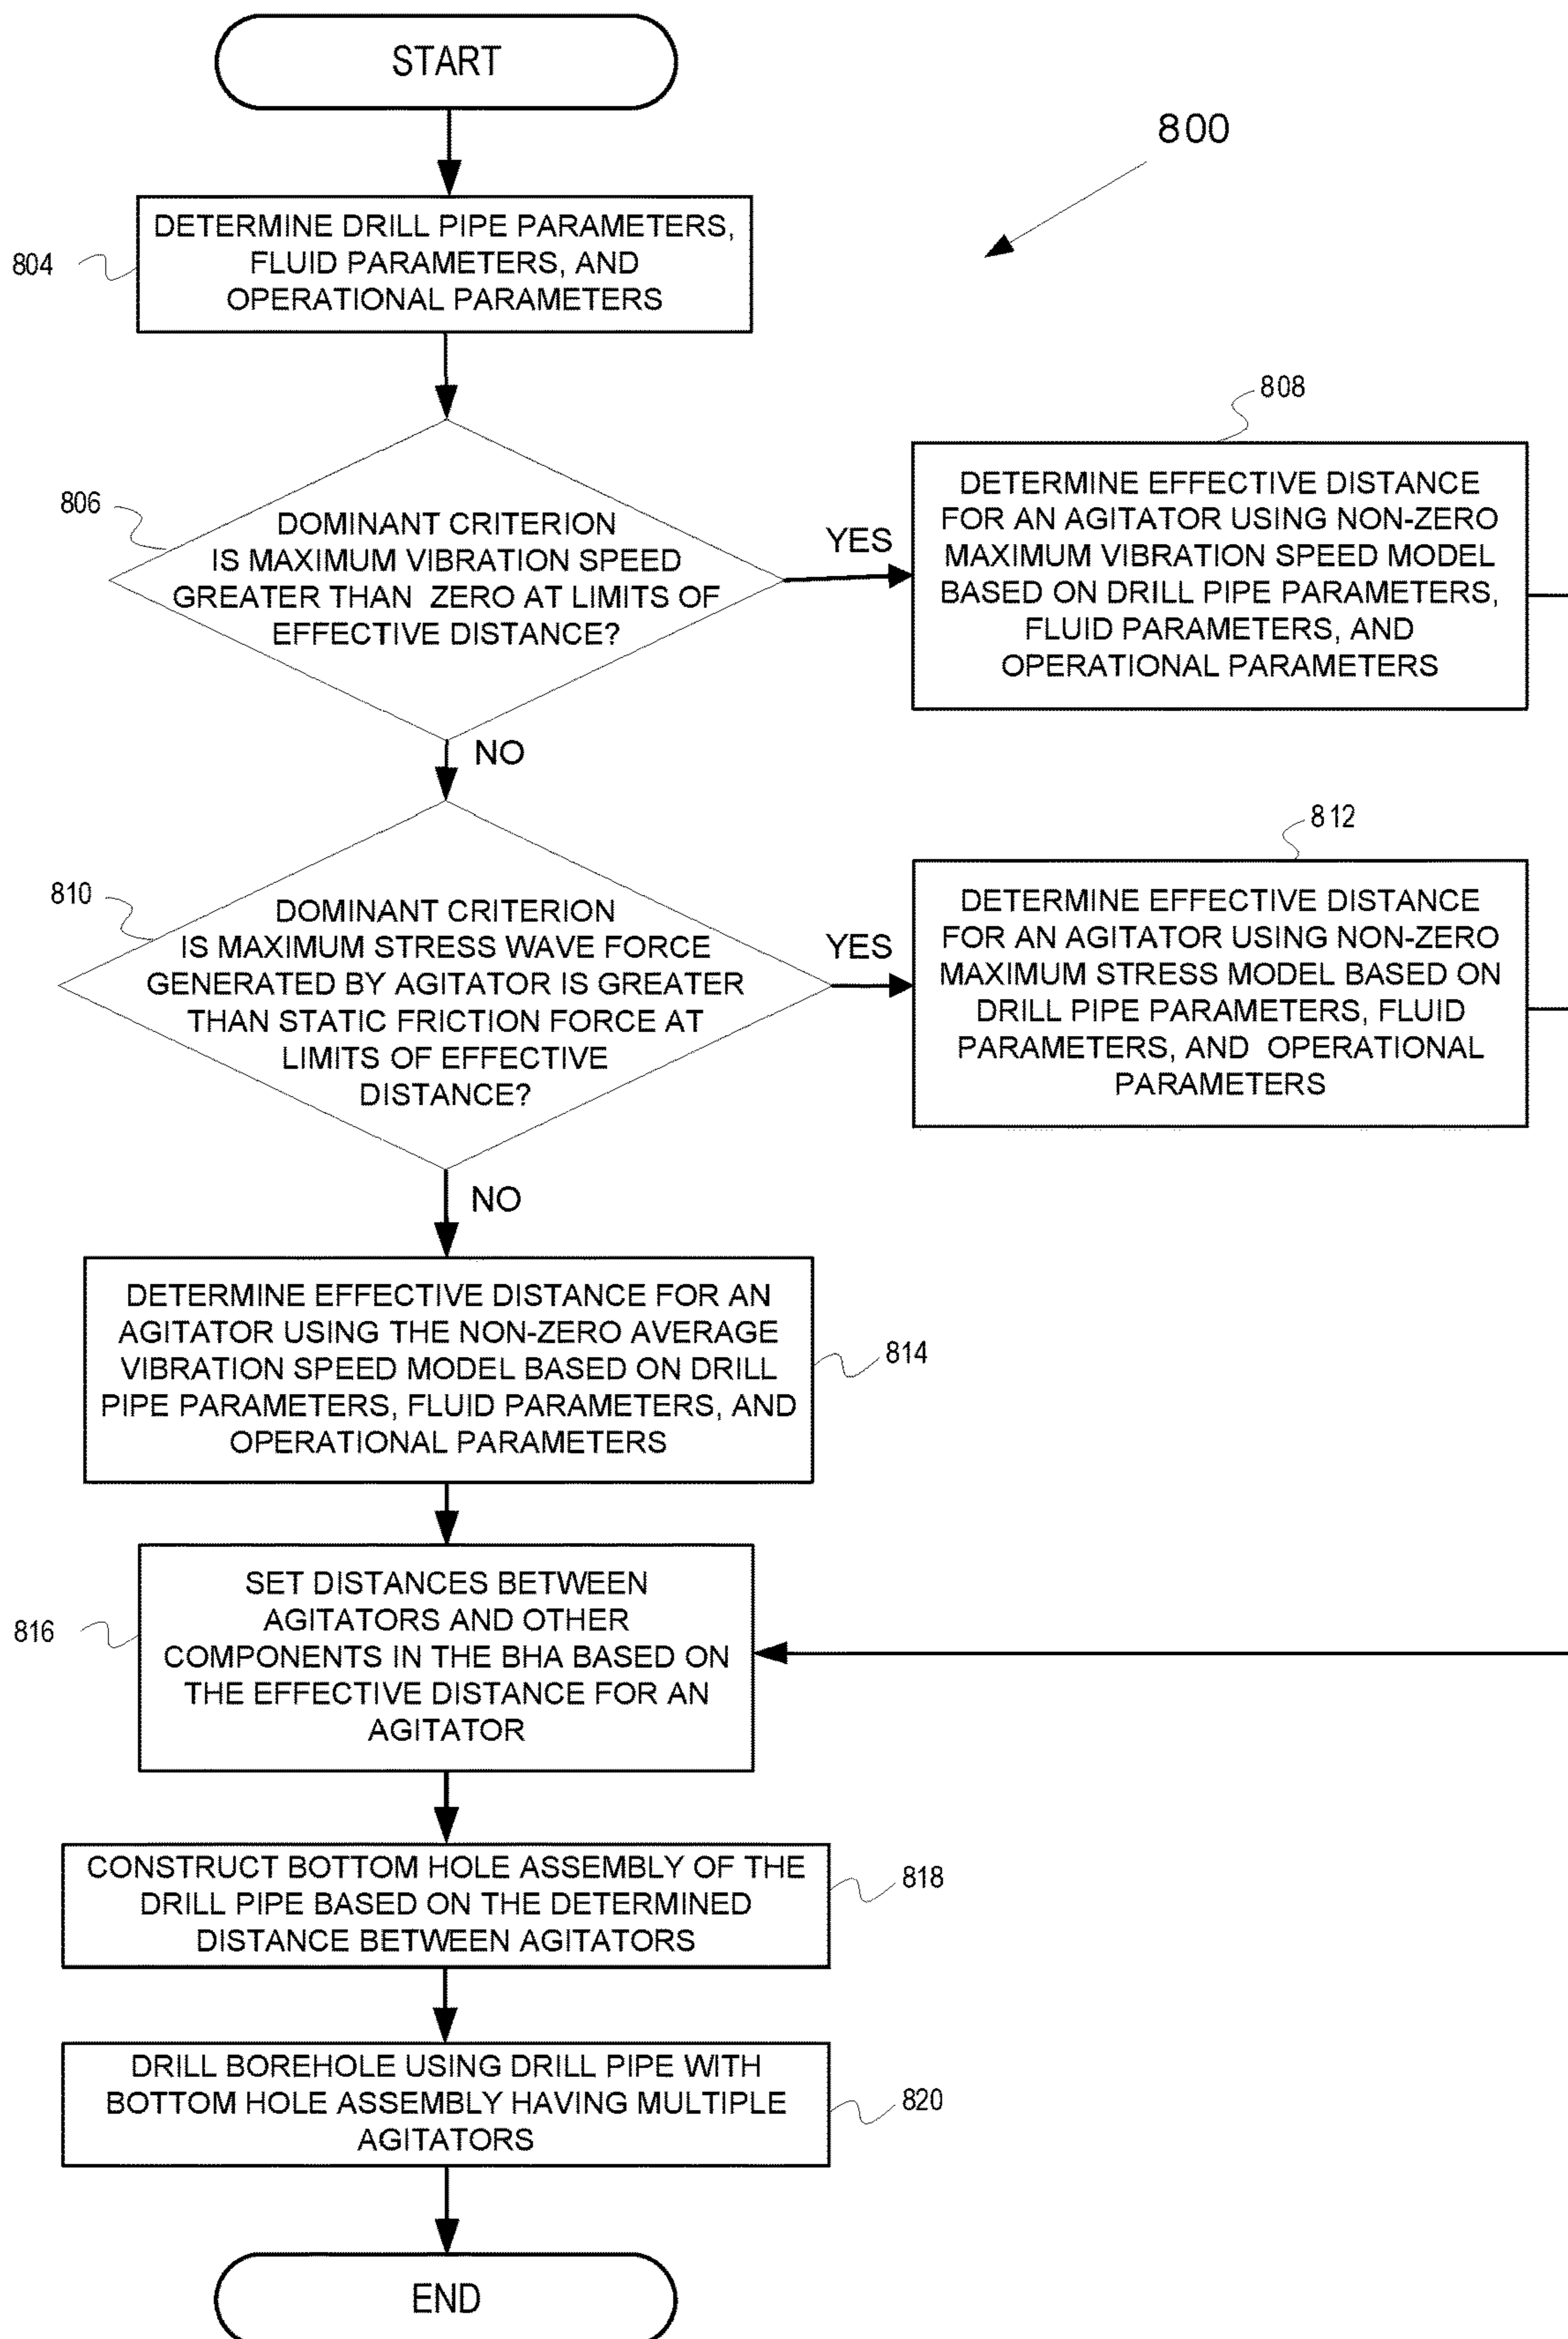 START
800
DETERMINE DRILL PIPE PARAMETERS,
FLUID PARAMETERS, AND
OPERATIONAL PARAMETERS
804
806
DOMINANT CRITERION
IS MAXIMUM VIBRATION SPEED
GREATER THAN ZERO AT LIMITS OF
EFFECTIVE DISTANCE?
YES
808
DETERMINE EFFECTIVE DISTANCE
FOR AN AGITATOR USING NON-ZERO
MAXIMUM VIBRATION SPEED MODEL
BASED ON DRILL PIPE PARAMETERS,
FLUID PARAMETERS, AND
OPERATIONAL PARAMETERS
NO
810
DOMINANT CRITERION
IS MAXIMUM STRESS WAVE FORCE
GENERATED BY AGITATOR IS GREATER
THAN STATIC FRICTION FORCE AT
LIMITS OF EFFECTIVE
DISTANCE?
YES
812
DETERMINE EFFECTIVE DISTANCE
FOR AN AGITATOR USING NON-ZERO
MAXIMUM STRESS MODEL BASED ON
DRILL PIPE PARAMETERS, FLUID
PARAMETERS, AND OPERATIONAL
PARAMETERS
NO
DETERMINE EFFECTIVE DISTANCE FOR AN
AGITATOR USING THE NON-ZERO AVERAGE
VIBRATION SPEED MODEL BASED ON DRILL
PIPE PARAMETERS, FLUID PARAMETERS, AND
OPERATIONAL PARAMETERS
814
SET DISTANCES BETWEEN
AGITATORS AND OTHER
COMPONENTS IN THE BHA BASED ON
THE EFFECTIVE DISTANCE FOR AN
AGITATOR
816
CONSTRUCT BOTTOM HOLE ASSEMBLY OF THE
DRILL PIPE BASED ON THE DETERMINED
DISTANCE BETWEEN AGITATORS
818
DRILL BOREHOLE USING DRILL PIPE WITH
BOTTOM HOLE ASSEMBLY HAVING MULTIPLE
AGITATORS
820
END